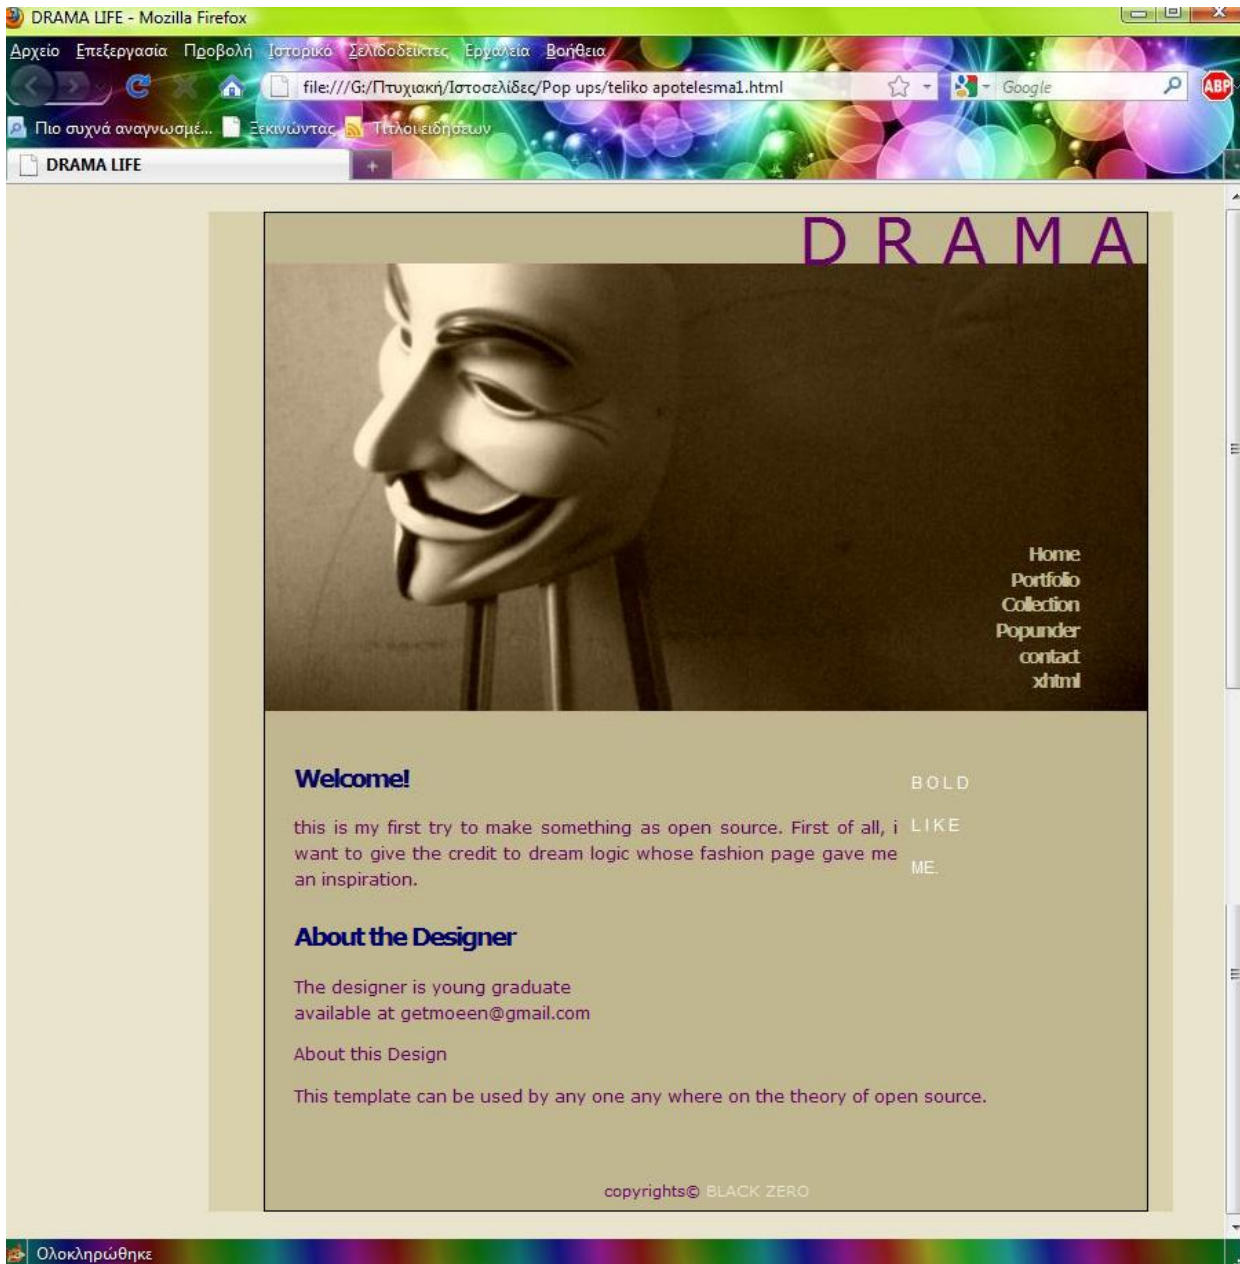 DRAMA LIFE - Mozilla Firefox
Αρχείο Επεξεργασία Προβολή Ιστορικό Σελιδοδείκτες Εργαλεία Βοήθεια
file:///G:/Πτυχιακή/Ιστοσελίδες/Pop ups/teliko apotelesma1.html
Google
ABP
Πιο συχνά αναγνωσμέ... Ξεκινώντας Τίτλοι ειδήσεων
DRAMA LIFE
D R A M A
Home
Portfolio
Collection
Popunder
contact
xhtml
Welcome!
this is my first try to make something as open source. First of all, i
want to give the credit to dream logic whose fashion page gave me
an inspiration.
BOLD
LIKE
ME.
About the Designer
The designer is young graduate
available at getmoeen@gmail.com
About this Design
This template can be used by any one any where on the theory of open source.
copyrights© BLACK ZERO
Ολοκληρώθηκε